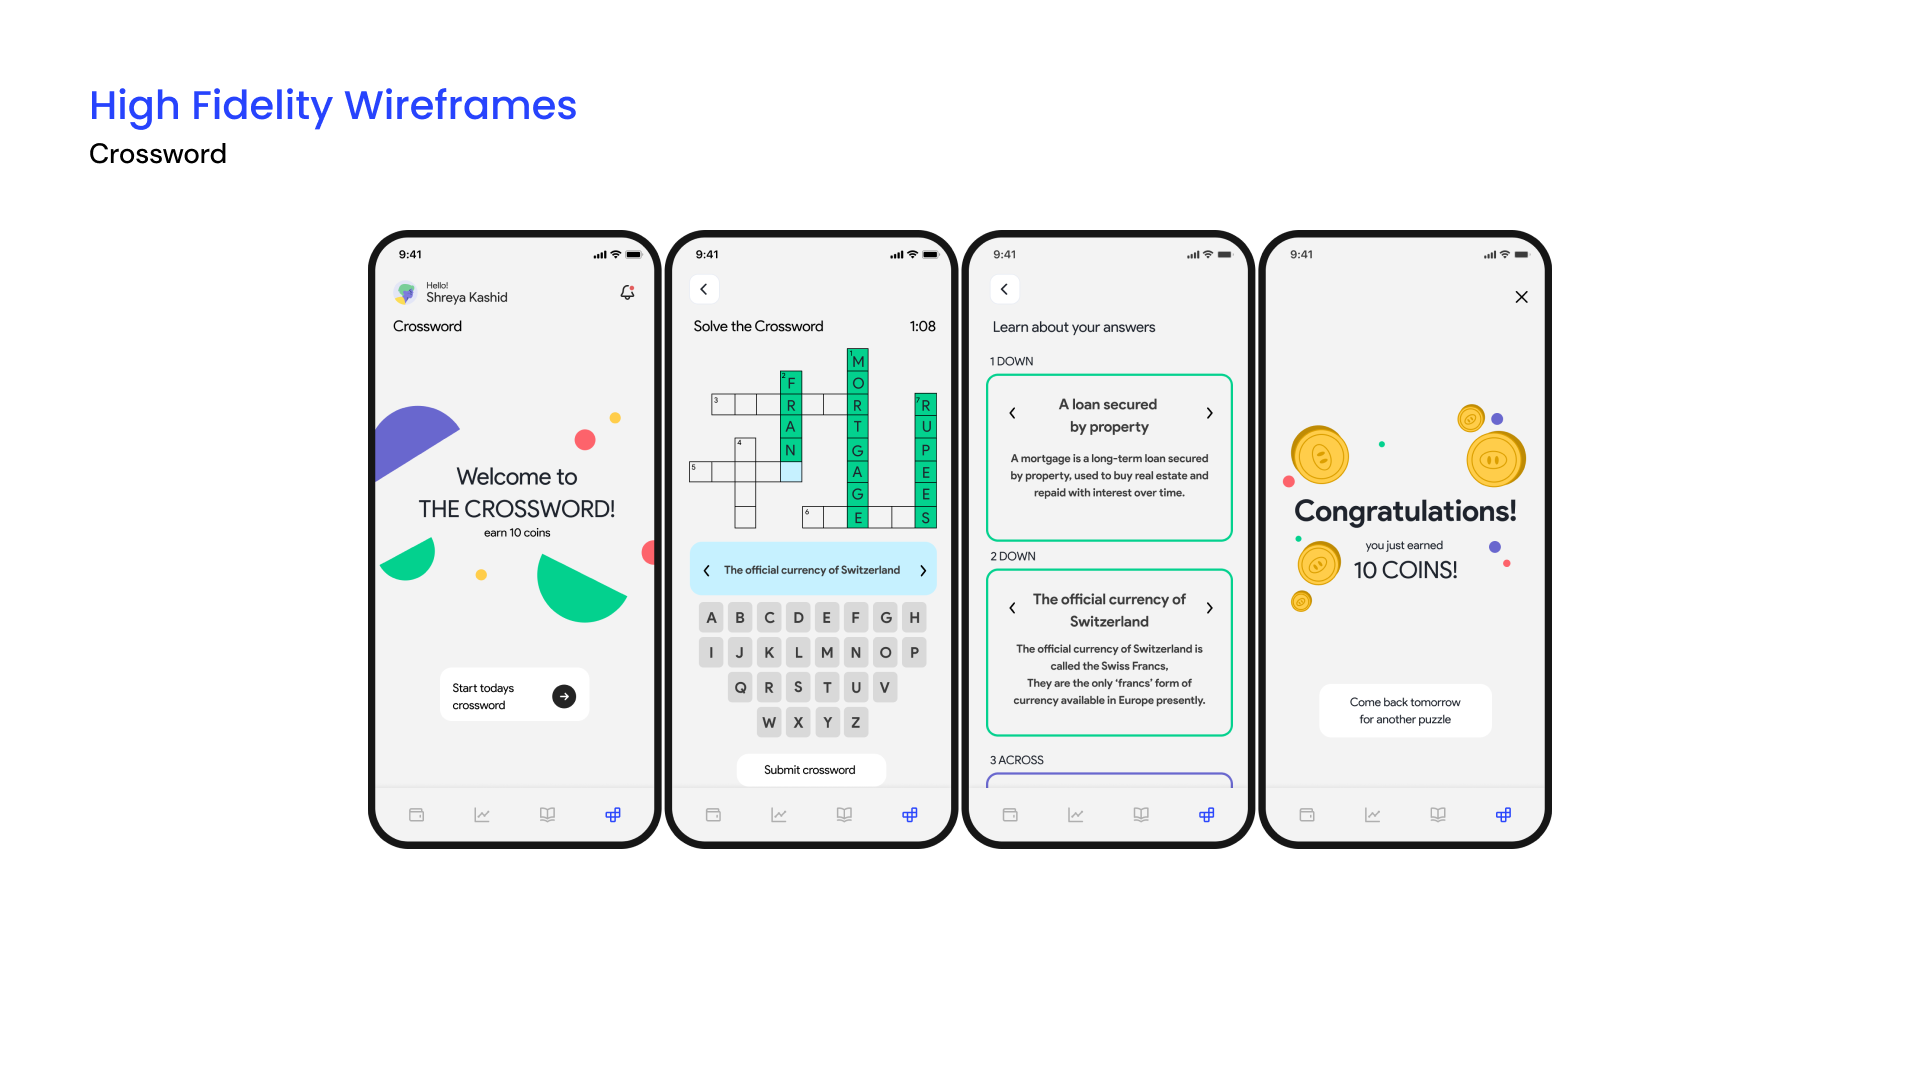 High Fidelity Wireframes
Crossword
9:41
Hello!
Shreya Kashid
Crossword
Welcome to
THE CROSSWORD!
earn 10 coins
Start todays
crossword
9:41
Solve the Crossword
1:08
1 M
2 F
O
3
R
R
7 R
A
T
U
4
N
G
P
5
A
E
G
E
6
E
S
The official currency of Switzerland
A B C D E F G H
I J K L M N O P
Q R S T U V
W X Y Z
Submit crossword
9:41
Learn about your answers
1 DOWN
A loan secured
by property
A mortgage is a long-term loan secured
by property, used to buy real estate and
repaid with interest over time.
2 DOWN
The official currency of
Switzerland
The official currency of Switzerland is
called the Swiss Francs,
They are the only ‘francs’ form of
currency available in Europe presently.
3 ACROSS
9:41
Congratulations!
you just earned
10 COINS!
Come back tomorrow
for another puzzle